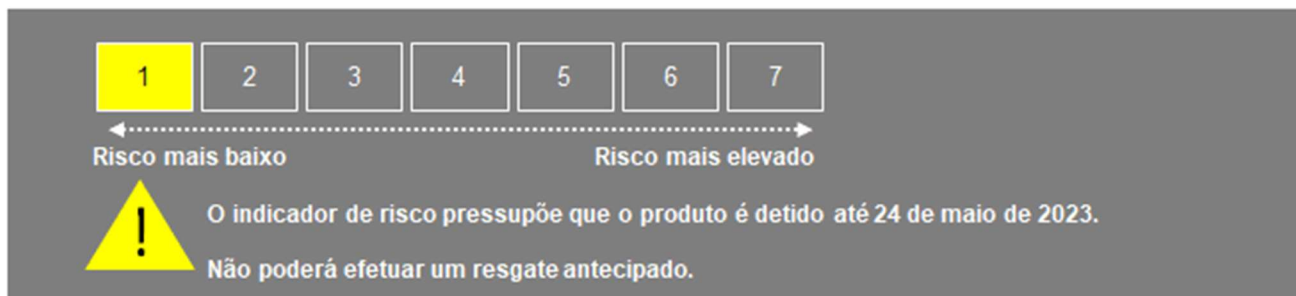 1 2 3 4 5 6 7
Risco mais baixo Risco mais elevado
! O indicador de risco pressupõe que o produto é detido até 24 de maio de 2023.
Não poderá efetuar um resgate antecipado.